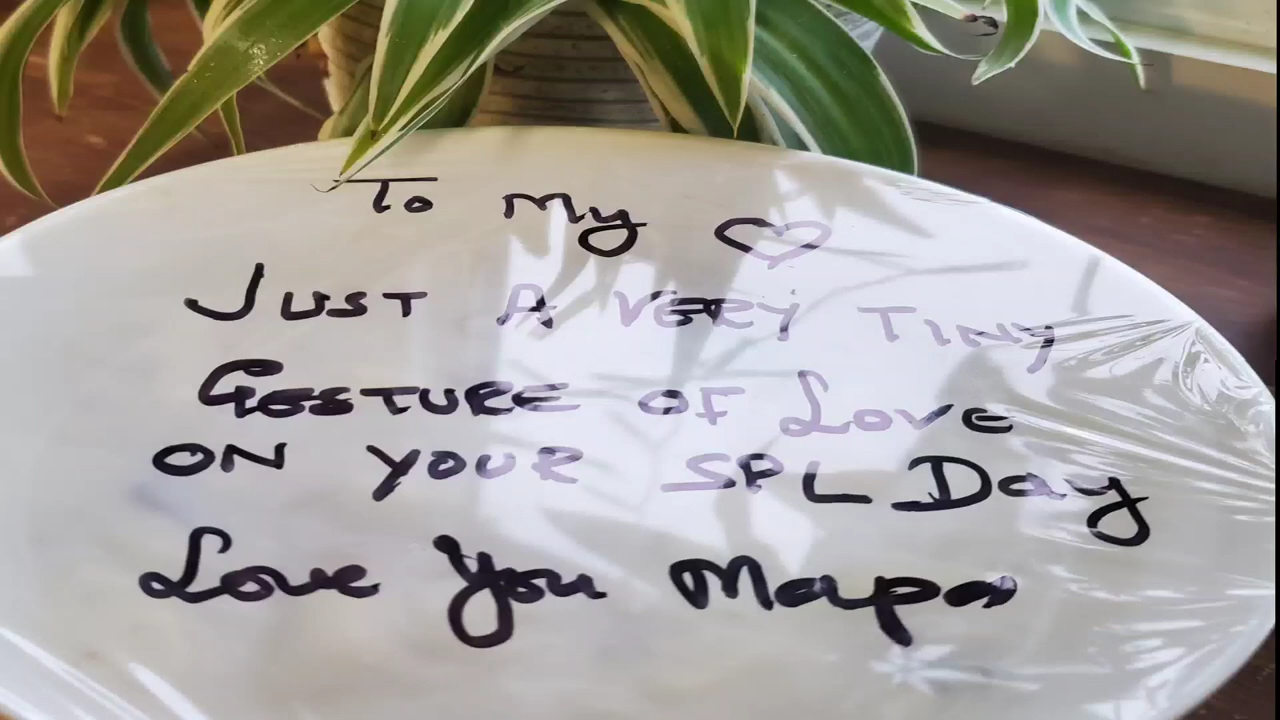 To My ♡
JUST A VERY TINY
GESTURE OF LOVE
ON YOUR SPL Day
Love You Mapa